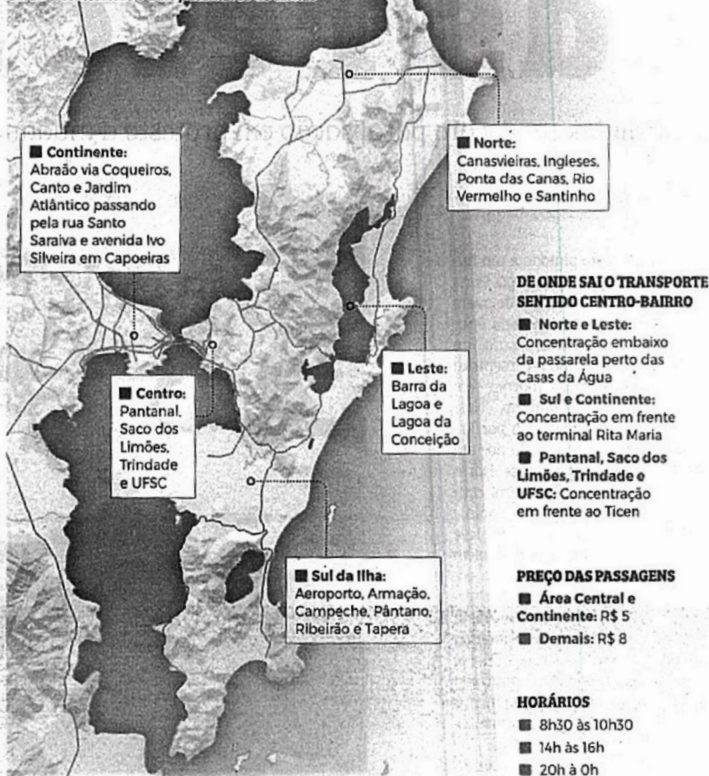 ■ Continente:
Abraão via Coqueiros,
Canto e Jardim
Atlântico passando
pela rua Santo
Saraiva e avenida Ivo
Silveira em Capoeiras
■ Norte:
Canasvieiras, Ingleses,
Ponta das Canas, Rio
Vermelho e Santinho
■ Centro:
Pantanal,
Saco dos
Limões,
Trindade
e UFSC
■ Leste:
Barra da
Lagoa e
Lagoa da
Conceição
■ Sul da Ilha:
Aeroporto, Armação,
Campeche, Pântano,
Ribeirão e Tapera
DE ONDE SAI O TRANSPORTE
SENTIDO CENTRO-BAIRRO
■ Norte e Leste:
Concentração embaixo
da passarela perto das
Casas da Água
■ Sul e Continente:
Concentração em frente
ao terminal Rita Maria
■ Pantanal, Saco dos
Limões, Trindade e
UFSC: Concentração
em frente ao Ticen
PREÇO DAS PASSAGENS
■ Área Central e
Continente: R$ 5
■ Demais: R$ 8
HORÁRIOS
■ 8h30 às 10h30
■ 14h às 16h
■ 20h à 0h